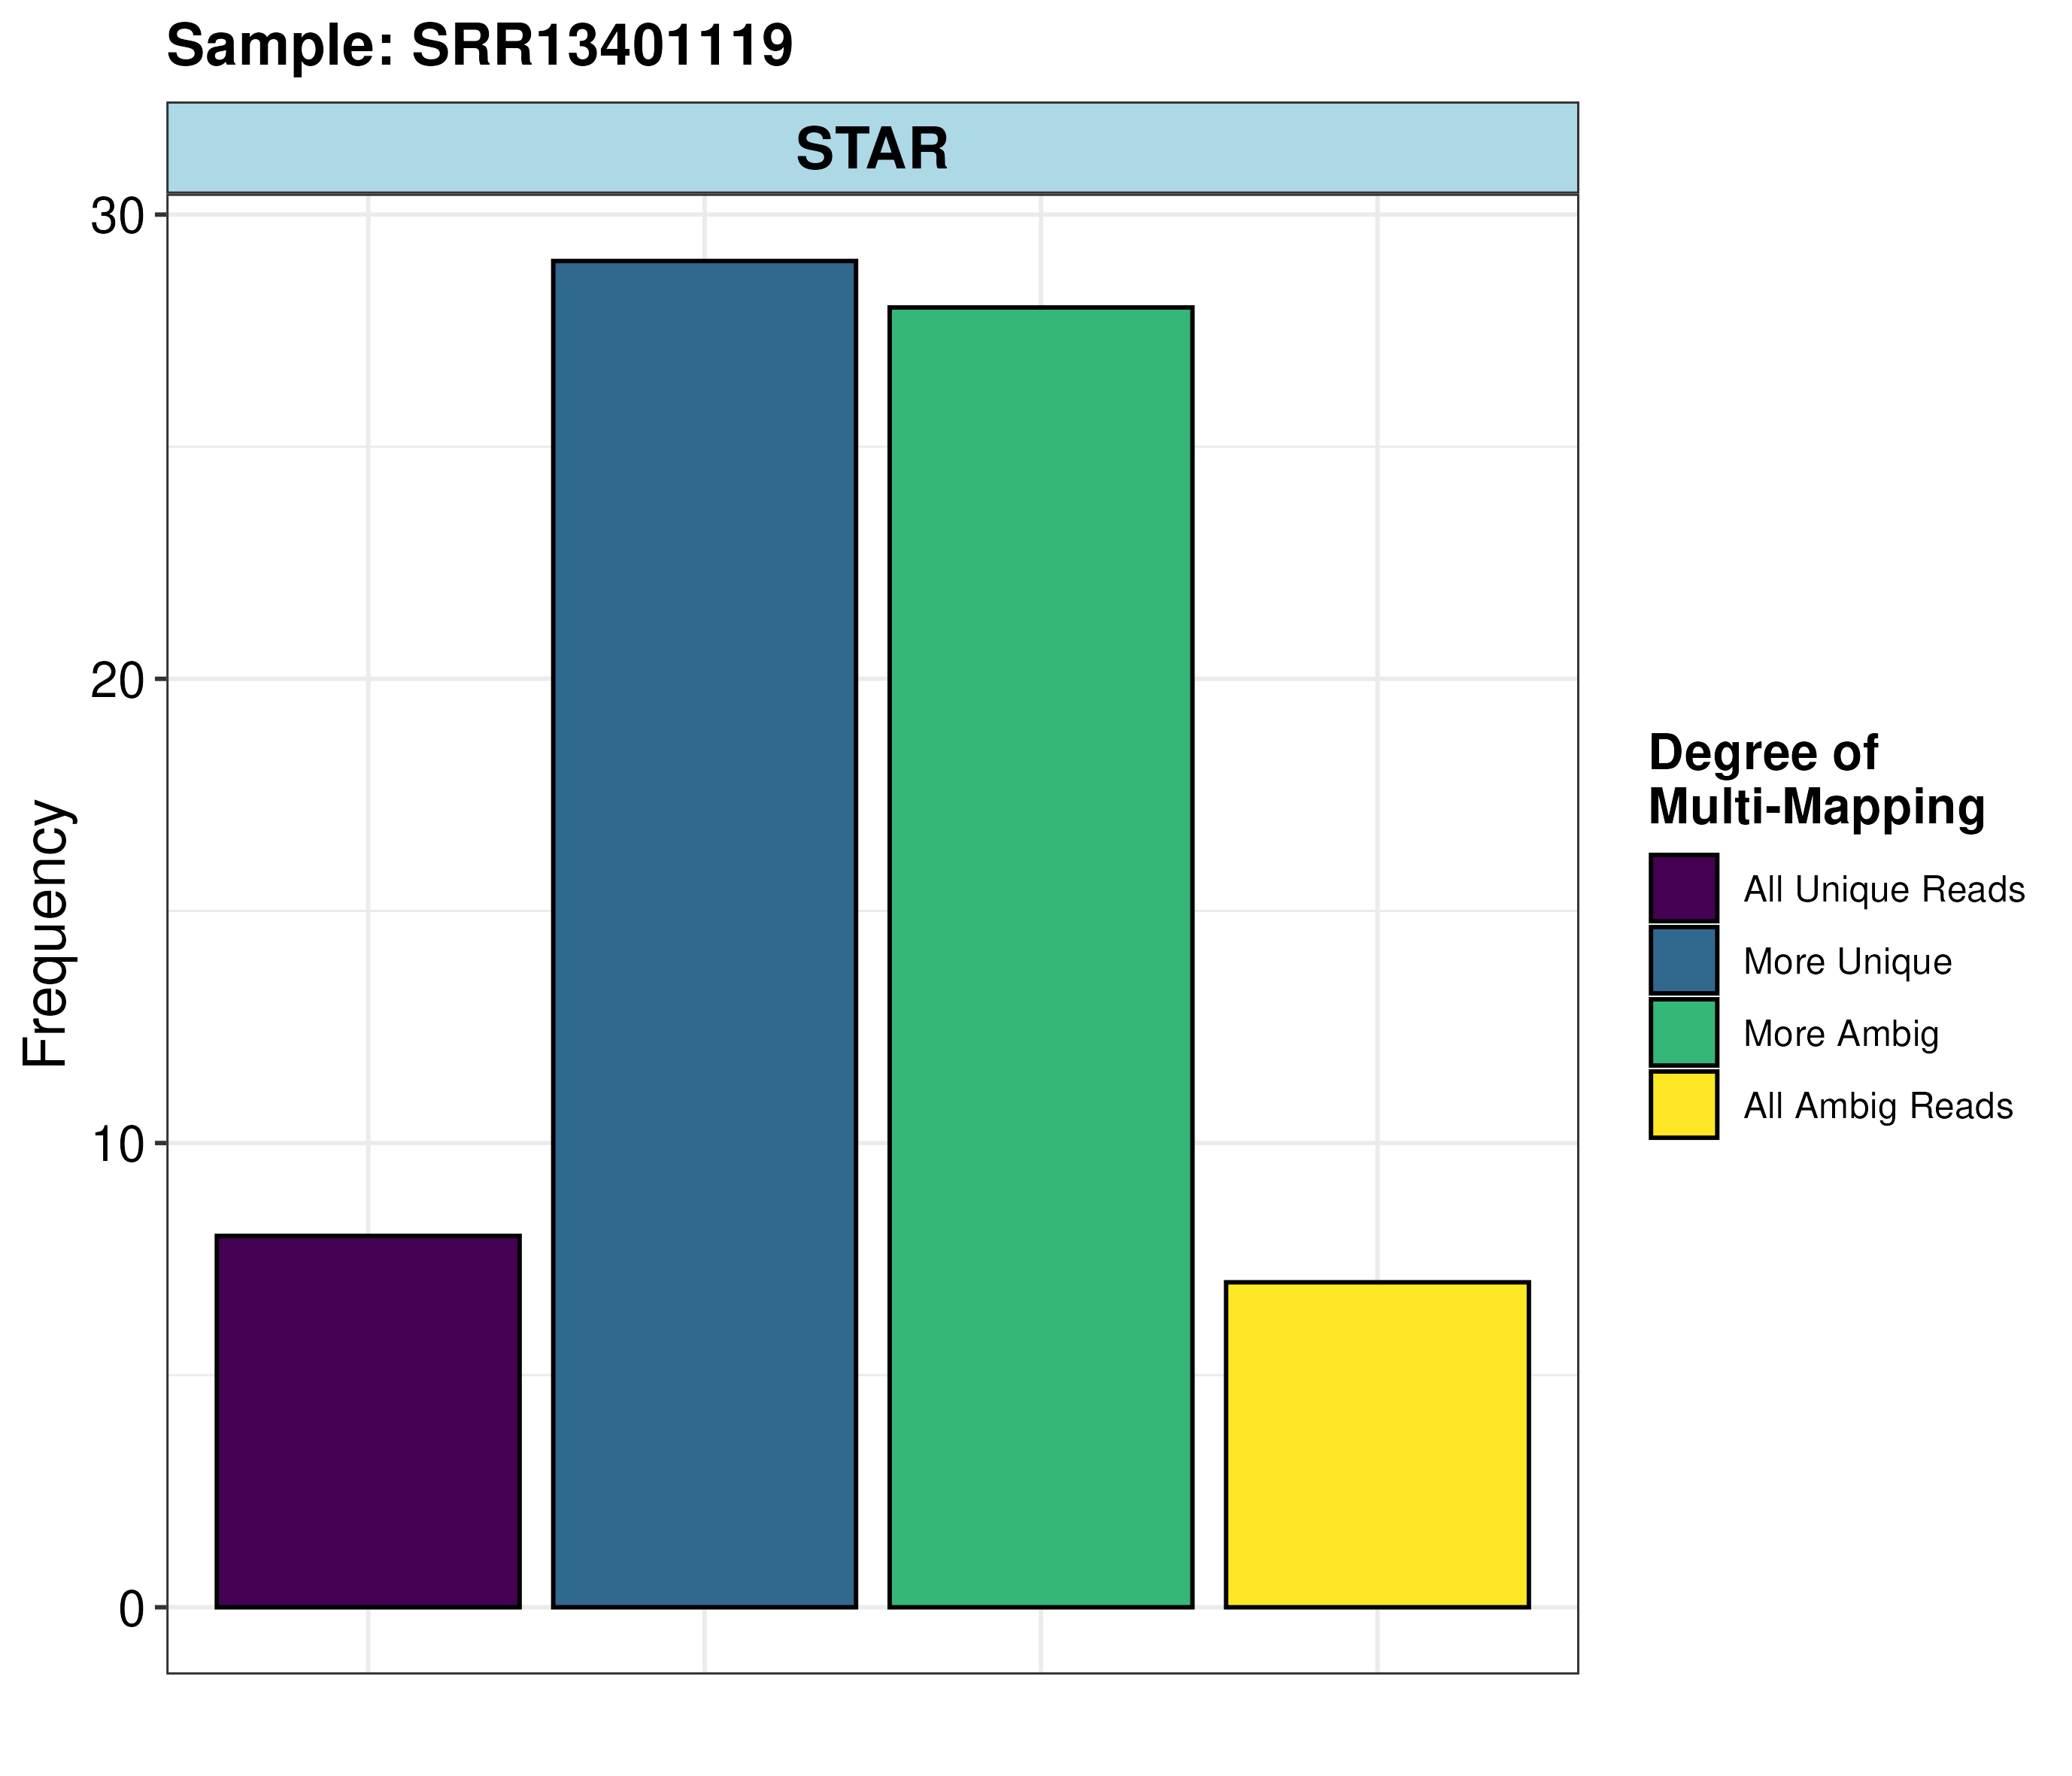 Sample: SRR13401119
STAR
30
20
10
0
Frequency
Degree of
Multi-Mapping
All Unique Reads
More Unique
More Ambig
All Ambig Reads